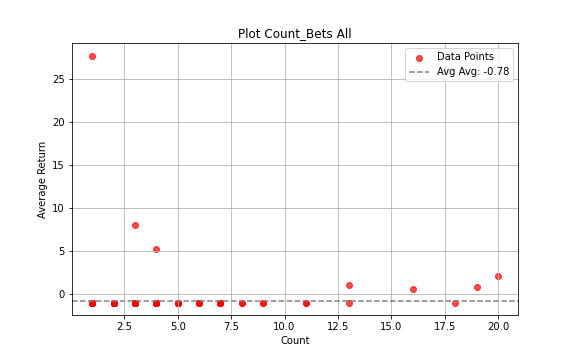 Plot Count_Bets All
Data Points
Avg Avg: -0.78
Average Return
25
20
15
10
5
0
2.5 5.0 7.5 10.0 12.5 15.0 17.5 20.0
Count